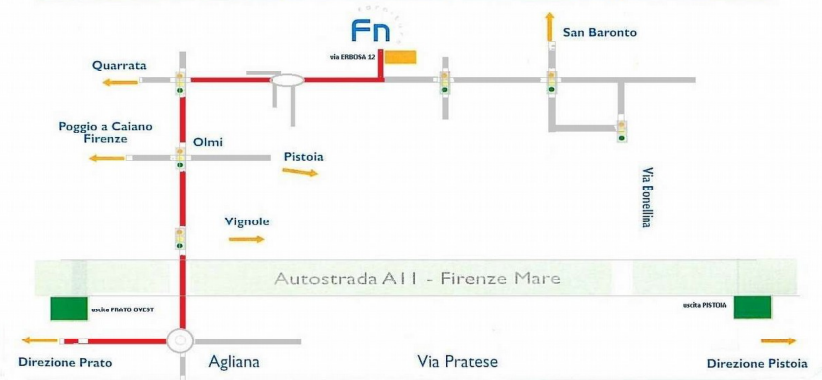 Fn
via ERBOSA 12
San Baronto
Quarrata
Poggio a Caiano
Firenze
Olmi
Pistoia
Via Eonellina
Vignole
Autostrada A11 - Firenze Mare
uscita PRATO OVEST
uscita PISTOIA
Direzione Prato
Agliana
Via Pratese
Direzione Pistoia